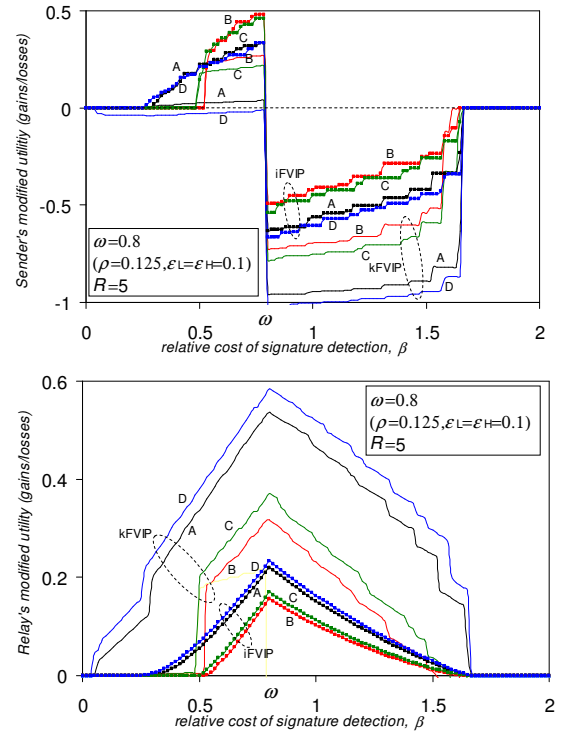 Sender's modified utility (gains/losses)
0.5
0
-0.5
-1
B
C
A
D
B
C
A
D
B
iFVIP
C
A
D
B
C
kFVIP
A
D
ω=0.8
(ρ=0.125,εL=εH=0.1)
R=5
0
0.5
ω
1
1.5
2
relative cost of signature detection, β
Relay's modified utility (gains/losses)
0.6
0.4
0.2
0
ω=0.8
(ρ=0.125,εL=εH=0.1)
R=5
D
kFVIP
A
C
B
D
A
C
B
iFVIP
0
0.5
ω
1
1.5
2
relative cost of signature detection, β